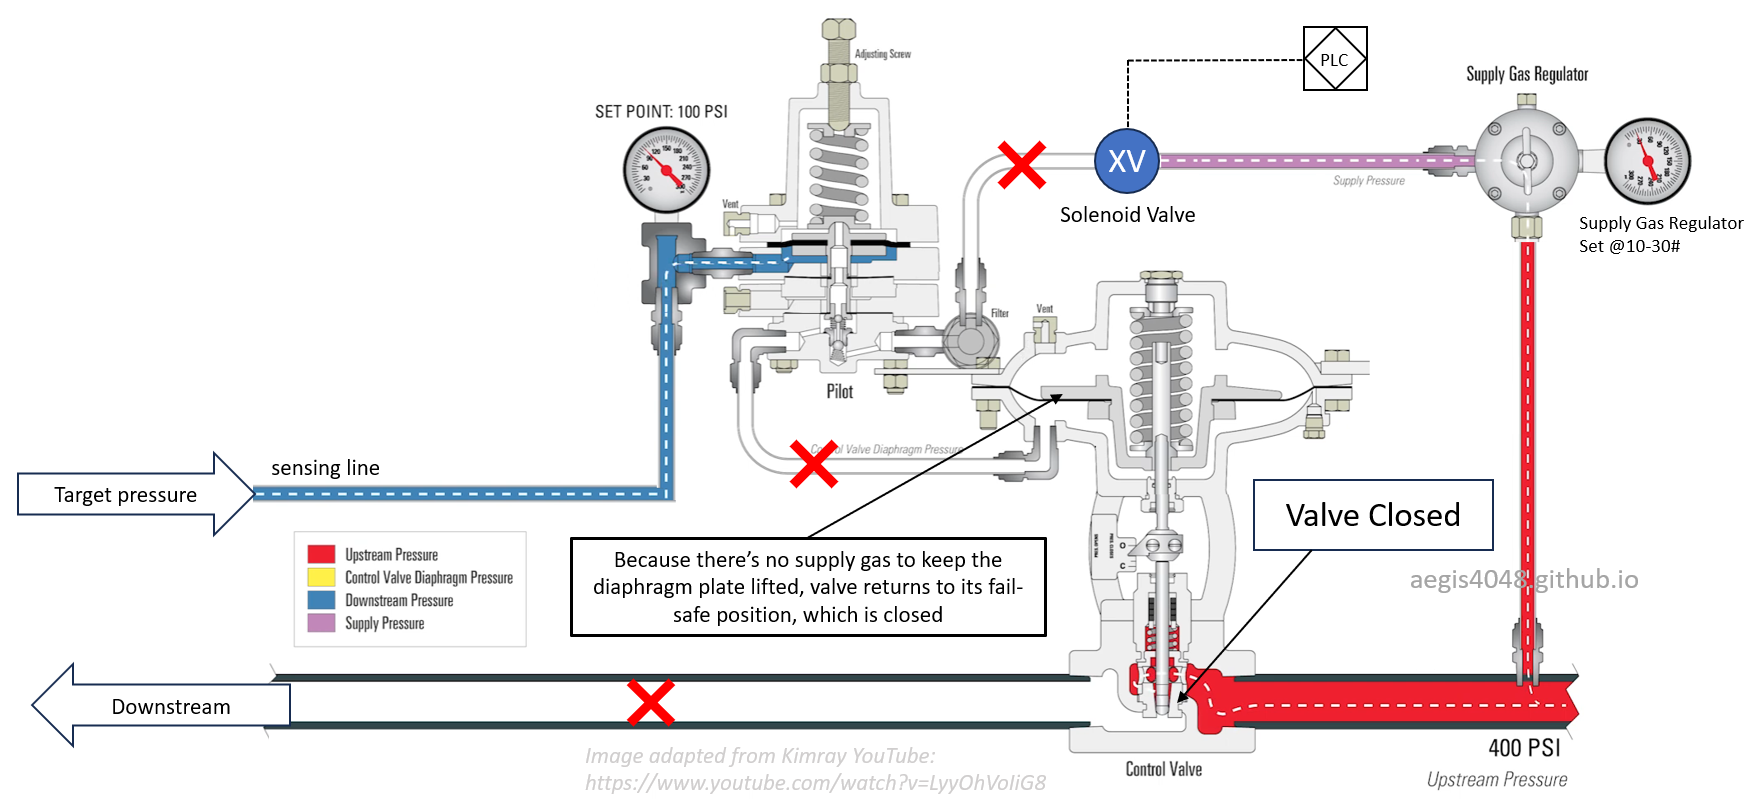 PLC
Supply Gas Regulator
Adjusting Screw
SET POINT: 100 PSI
XV
Supply Pressure
Solenoid Valve
Vent
Supply Gas Regulator
Set @10-30#
Filter
Vent
Pilot
Control Valve Diaphragm Pressure
sensing line
Target pressure
Valve Closed
Upstream Pressure
Control Valve Diaphragm Pressure
Downstream Pressure
Supply Pressure
Because there’s no supply gas to keep the
diaphragm plate lifted, valve returns to its fail-
safe position, which is closed
O
C
aegis4048.github.io
Downstream
400 PSI
Upstream Pressure
Control Valve
Image adapted from Kimray YouTube:
https://www.youtube.com/watch?v=LyyOhVoIiG8